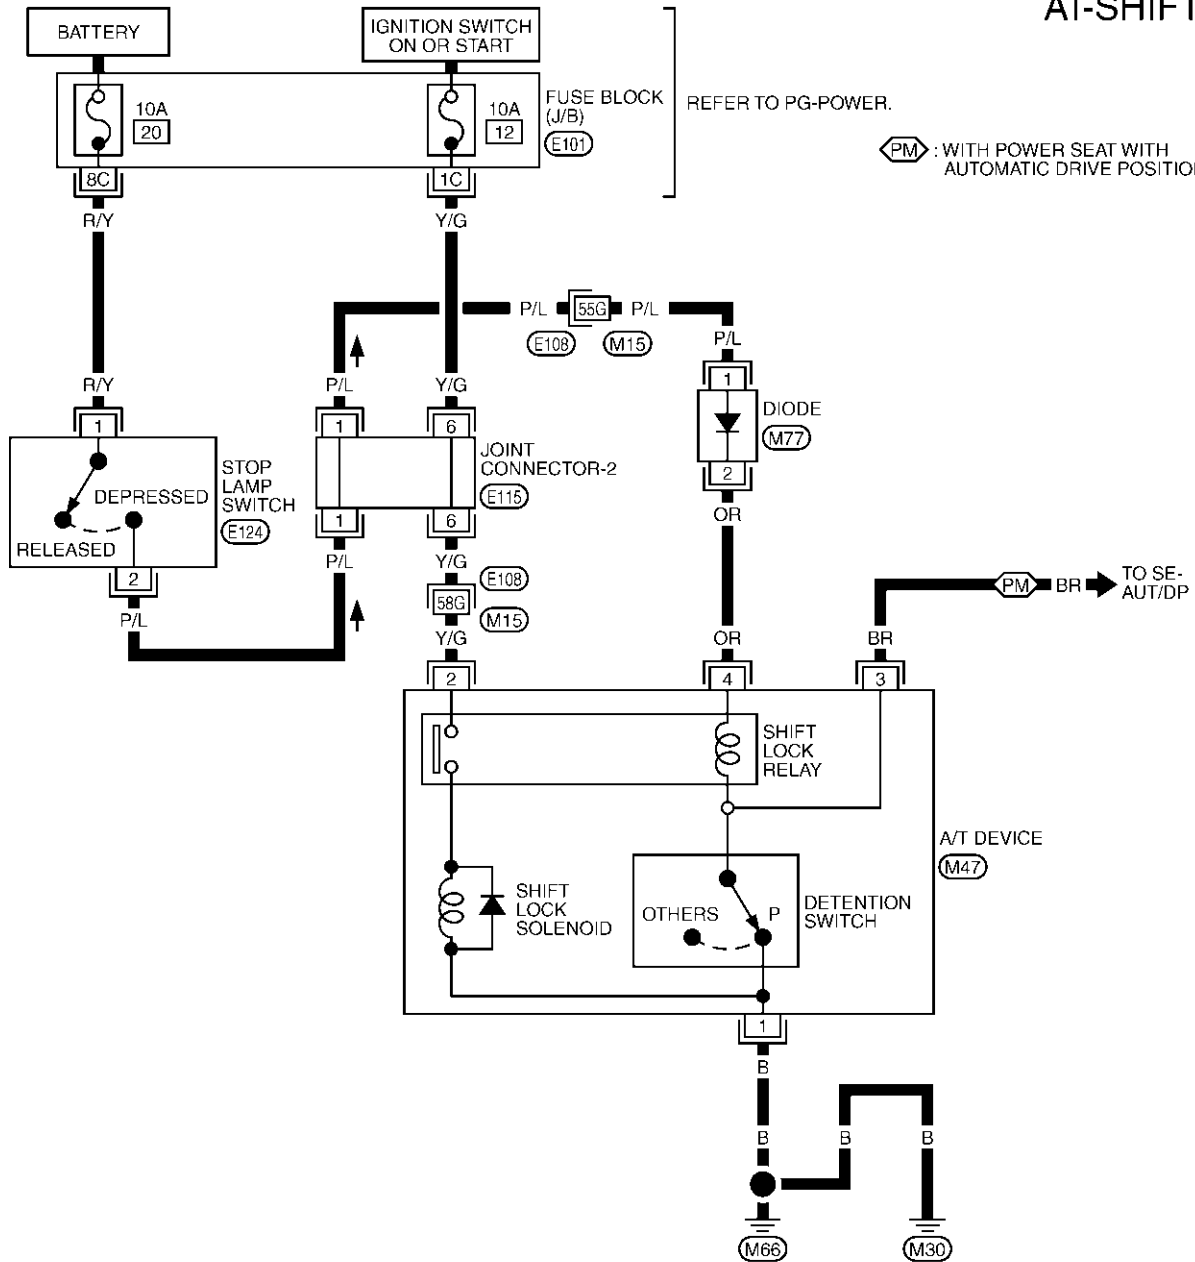 AT-SHIFT
BATTERY
IGNITION SWITCH
ON OR START
10A
20
10A
12
FUSE BLOCK
(J/B)
E101
REFER TO PG-POWER.
PM : WITH POWER SEAT WITH
AUTOMATIC DRIVE POSITION
8C
1C
R/Y
Y/G
P/L
55G
P/L
E108
M15
P/L
R/Y
P/L
Y/G
1
1
1
6
DIODE
M77
2
STOP
LAMP
SWITCH
E124
DEPRESSED
RELEASED
JOINT
CONNECTOR-2
E115
1
6
OR
2
P/L
P/L
Y/G
E108
58G
M15
Y/G
OR
BR
PM
BR
TO SE-
AUT/DP
2
4
3
SHIFT
LOCK
RELAY
A/T DEVICE
M47
SHIFT
LOCK
SOLENOID
OTHERS
P
DETENTION
SWITCH
1
B
B
B
B
M66
M30